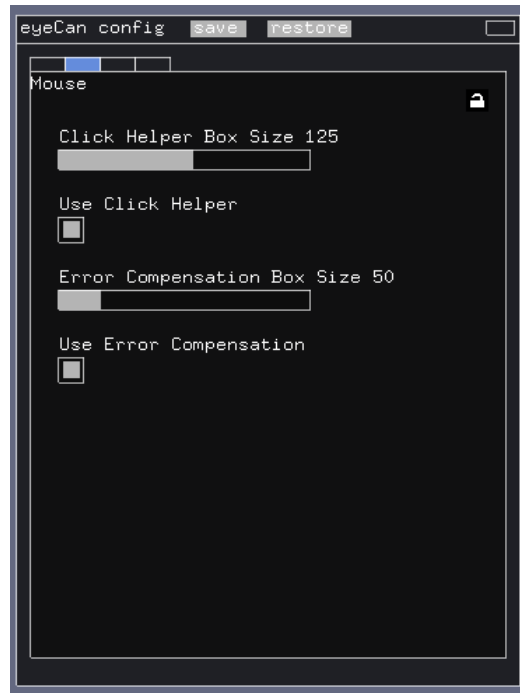 eyeCan config save restore
Mouse
Click Helper Box Size 125
Use Click Helper
Error Compensation Box Size 50
Use Error Compensation